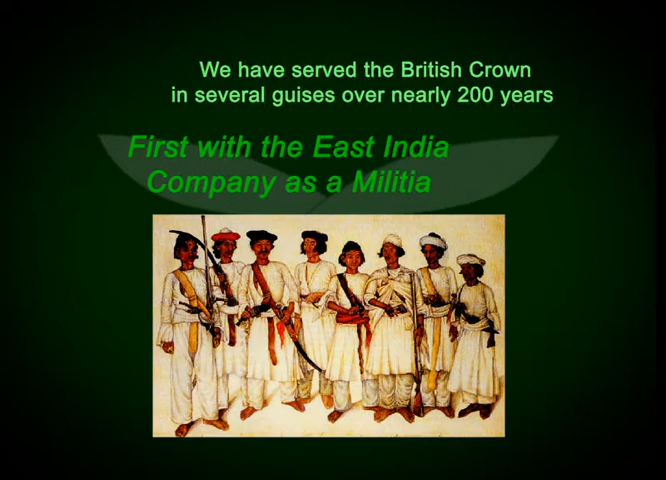 We have served the British Crown
in several guises over nearly 200 years
First with the East India
Company as a Militia